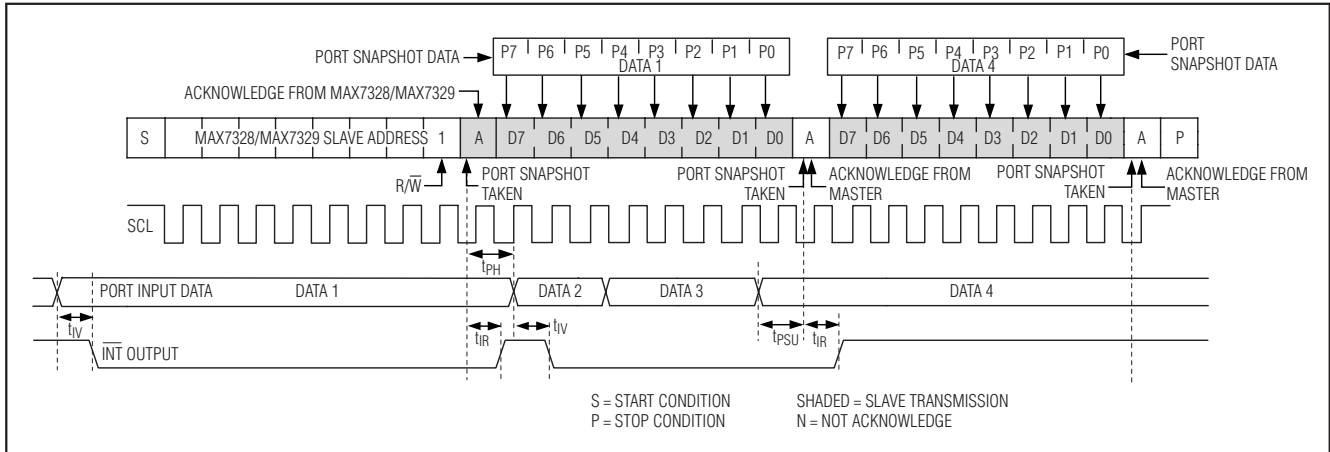 P7 P6 P5 P4 P3 P2 P1 P0
DATA 1
PORT SNAPSHOT DATA
P7 P6 P5 P4 P3 P2 P1 P0
DATA 4
PORT
SNAPSHOT DATA
ACKNOWLEDGE FROM MAX7328/MAX7329
S MAX7328/MAX7329 SLAVE ADDRESS 1 A D7 D6 D5 D4 D3 D2 D1 D0 A D7 D6 D5 D4 D3 D2 D1 D0 A P
R/W̅
PORT SNAPSHOT
TAKEN
PORT SNAPSHOT
TAKEN
ACKNOWLEDGE FROM
MASTER
PORT SNAPSHOT
TAKEN
ACKNOWLEDGE FROM
MASTER
SCL
tPH
PORT INPUT DATA DATA 1 DATA 2 DATA 3 DATA 4
tIV tIR tIV tPSU tIR
I̅N̅T̅ OUTPUT
S = START CONDITION
P = STOP CONDITION
SHADED = SLAVE TRANSMISSION
N = NOT ACKNOWLEDGE